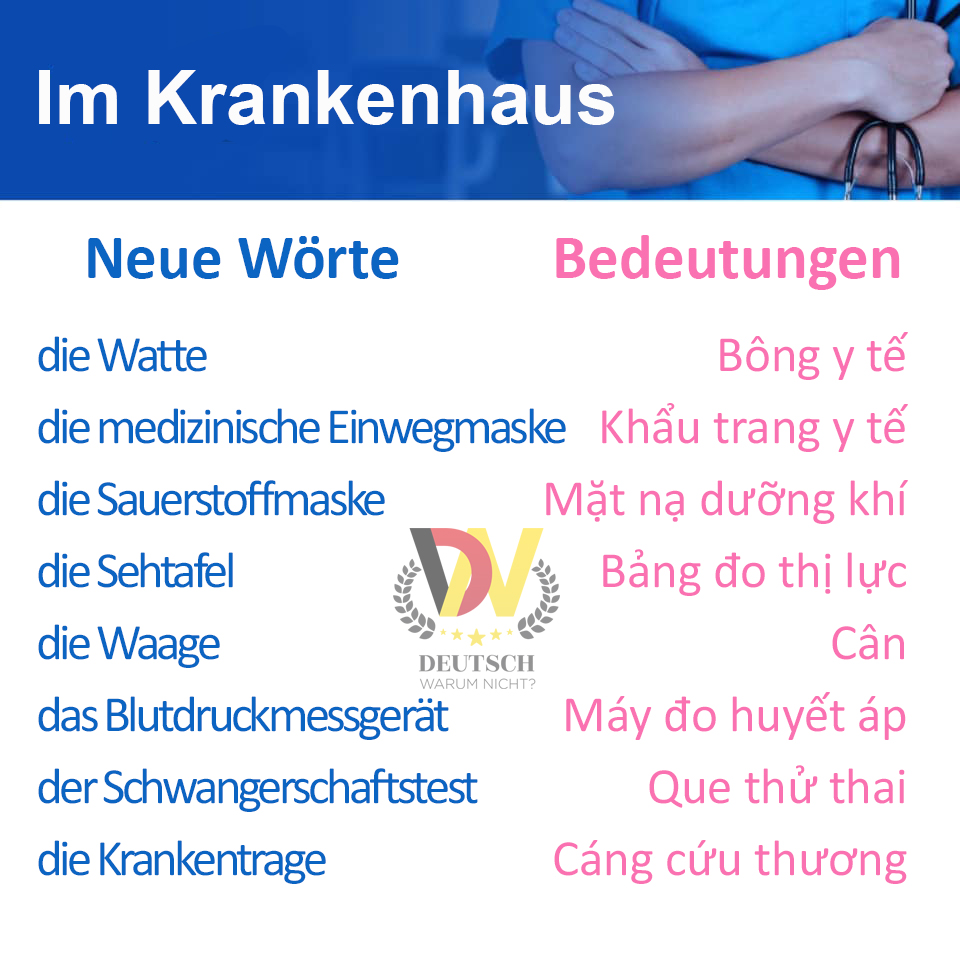 Im Krankenhaus
Neue Wörte Bedeutungen
die Watte Bông y tế
die medizinische Einwegmaske Khẩu trang y tế
die Sauerstoffmaske Mặt nạ dưỡng khí
die Sehtafel Bảng đo thị lực
die Waage Cân
das Blutdruckmessgerät Máy đo huyết áp
der Schwangerschaftstest Que thử thai
die Krankentrage Cáng cứu thương
DW
DEUTSCH
WARUM NICHT?